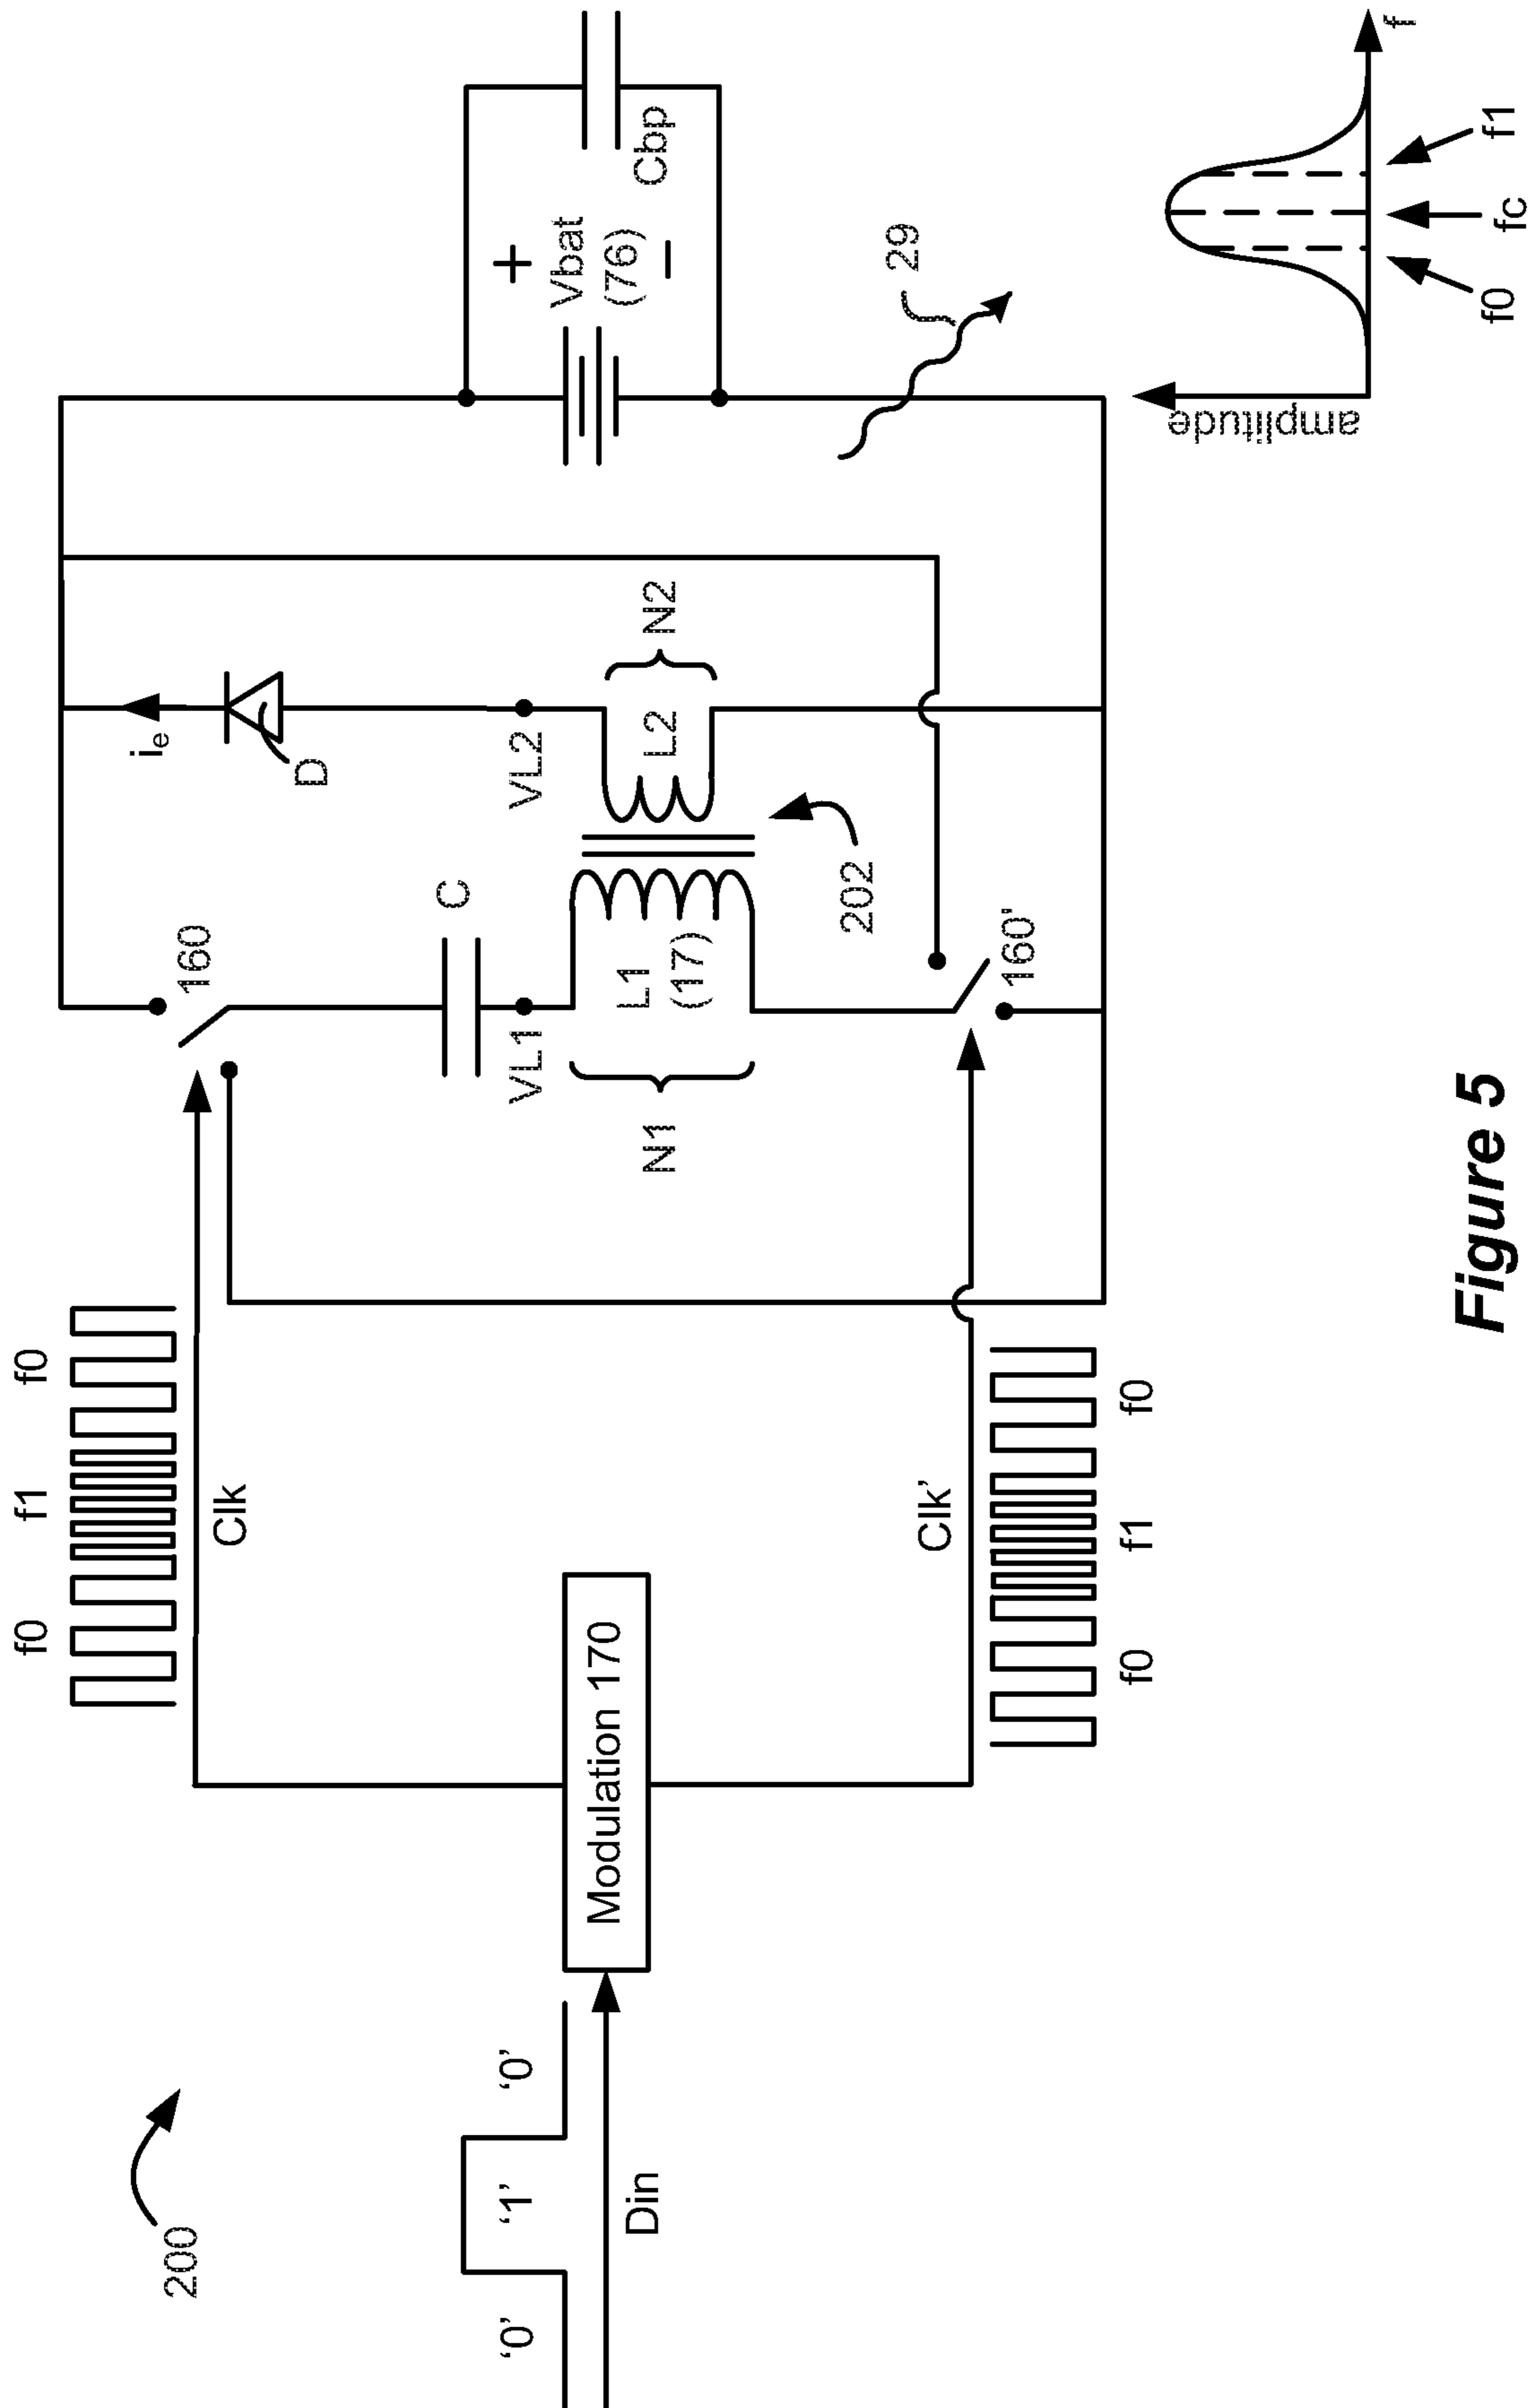 200
'0'
'1'
'0'
Din
Modulation 170
f0
f1
f0
Clk
Clk'
f0
f1
f0
160
C
VL1
L1
(17)
N1
160'
202
ie
D
VL2
L2
N2
+
Vbat
(76)
−
Cbp
29
amplitude
f
f0
fc
f1
Figure 5